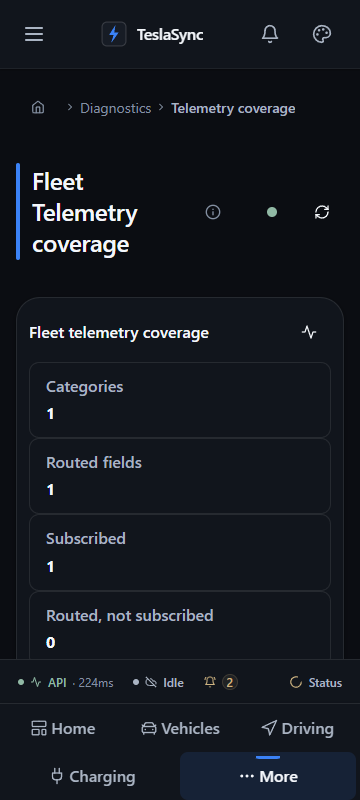 TeslaSync
Diagnostics
Telemetry coverage
Fleet
Telemetry
coverage
Fleet telemetry coverage
Categories
1
Routed fields
1
Subscribed
1
Routed, not subscribed
0
API · 224ms
Idle
2
Status
Home
Vehicles
Driving
Charging
More